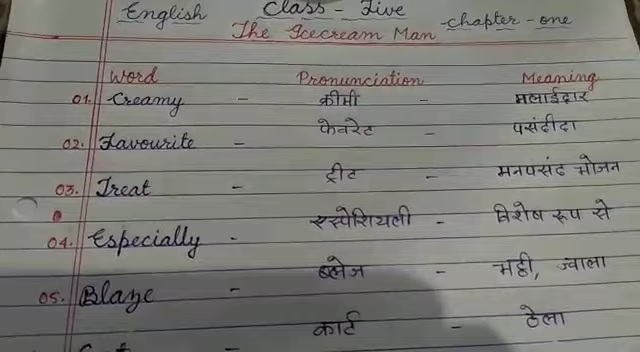 English Class - Five chapter - one
The Icecream Man
Word Pronunciation Meaning
01. Creamy - क्रीमी - मलाईदार
02. Favourite - फेवरेट - पसंदीदा
03. Treat - ट्रीट - मनपसंद भोजन
04. Especially - एस्पेशियली - विशेष रूप से
05. Blaze - ब्लेज - भट्टी, ज्वाला
- कार्ट - ठेला